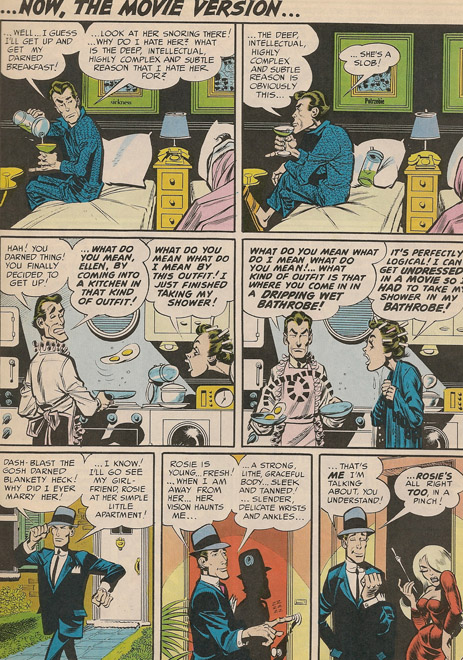 ...NOW, THE MOVIE VERSION...
...WELL...I GUESS
I'LL GET UP AND
GET MY
DARNED
BREAKFAST!
...LOOK AT HER SNORING THERE!
...WHY DO I HATE HER? WHAT
IS THE DEEP, INTELLECTUAL,
HIGHLY COMPLEX AND SUBTLE
REASON THAT I HATE HER
FOR?
sickness
...THE DEEP,
INTELLECTUAL,
HIGHLY
COMPLEX
AND SUBTLE
REASON IS
OBVIOUSLY
THIS...
...SHE'S A
SLOB!
Potrzebie
HAH! YOU
DARNED THING!
YOU FINALLY
DECIDED TO
GET UP!
...WHAT DO
YOU MEAN,
ELLEN, BY
COMING INTO
A KITCHEN IN
THAT KIND
OF OUTFIT!
WHAT DO YOU
MEAN WHAT DO
I MEAN BY
THIS OUTFIT! I
JUST FINISHED
TAKING MY
SHOWER!
WHAT DO YOU MEAN WHAT
DO I MEAN WHAT DO
YOU MEAN!...WHAT
KIND OF OUTFIT IS THAT
WHERE YOU COME IN IN
A DRIPPING WET
BATHROBE!
IT'S PERFECTLY
LOGICAL! I CAN
GET UNDRESSED
IN A MOVIE SO I
HAD TO TAKE MY
SHOWER IN MY
BATHROBE!
DASH-BLAST THE
GOSH DARNED
BLANKETY HECK!
WHY DID I EVER
MARRY HER!
...I KNOW!
I'LL GO SEE
MY GIRL-
FRIEND ROSIE
AT HER SIMPLE
LITTLE
APARTMENT!
ROSIE IS
YOUNG...FRESH!
...WHEN I AM
AWAY FROM
HER... HER
VISION HAUNTS
ME...
...A STRONG,
LITHE, GRACEFUL
BODY...SLEEK
AND TANNED!
...SLENDER,
DELICATE WRISTS
AND ANKLES...
...THAT'S
ME I'M
TALKING
ABOUT, YOU
UNDERSTAND!
...ROSIE'S
ALL RIGHT
TOO, IN A
PINCH!